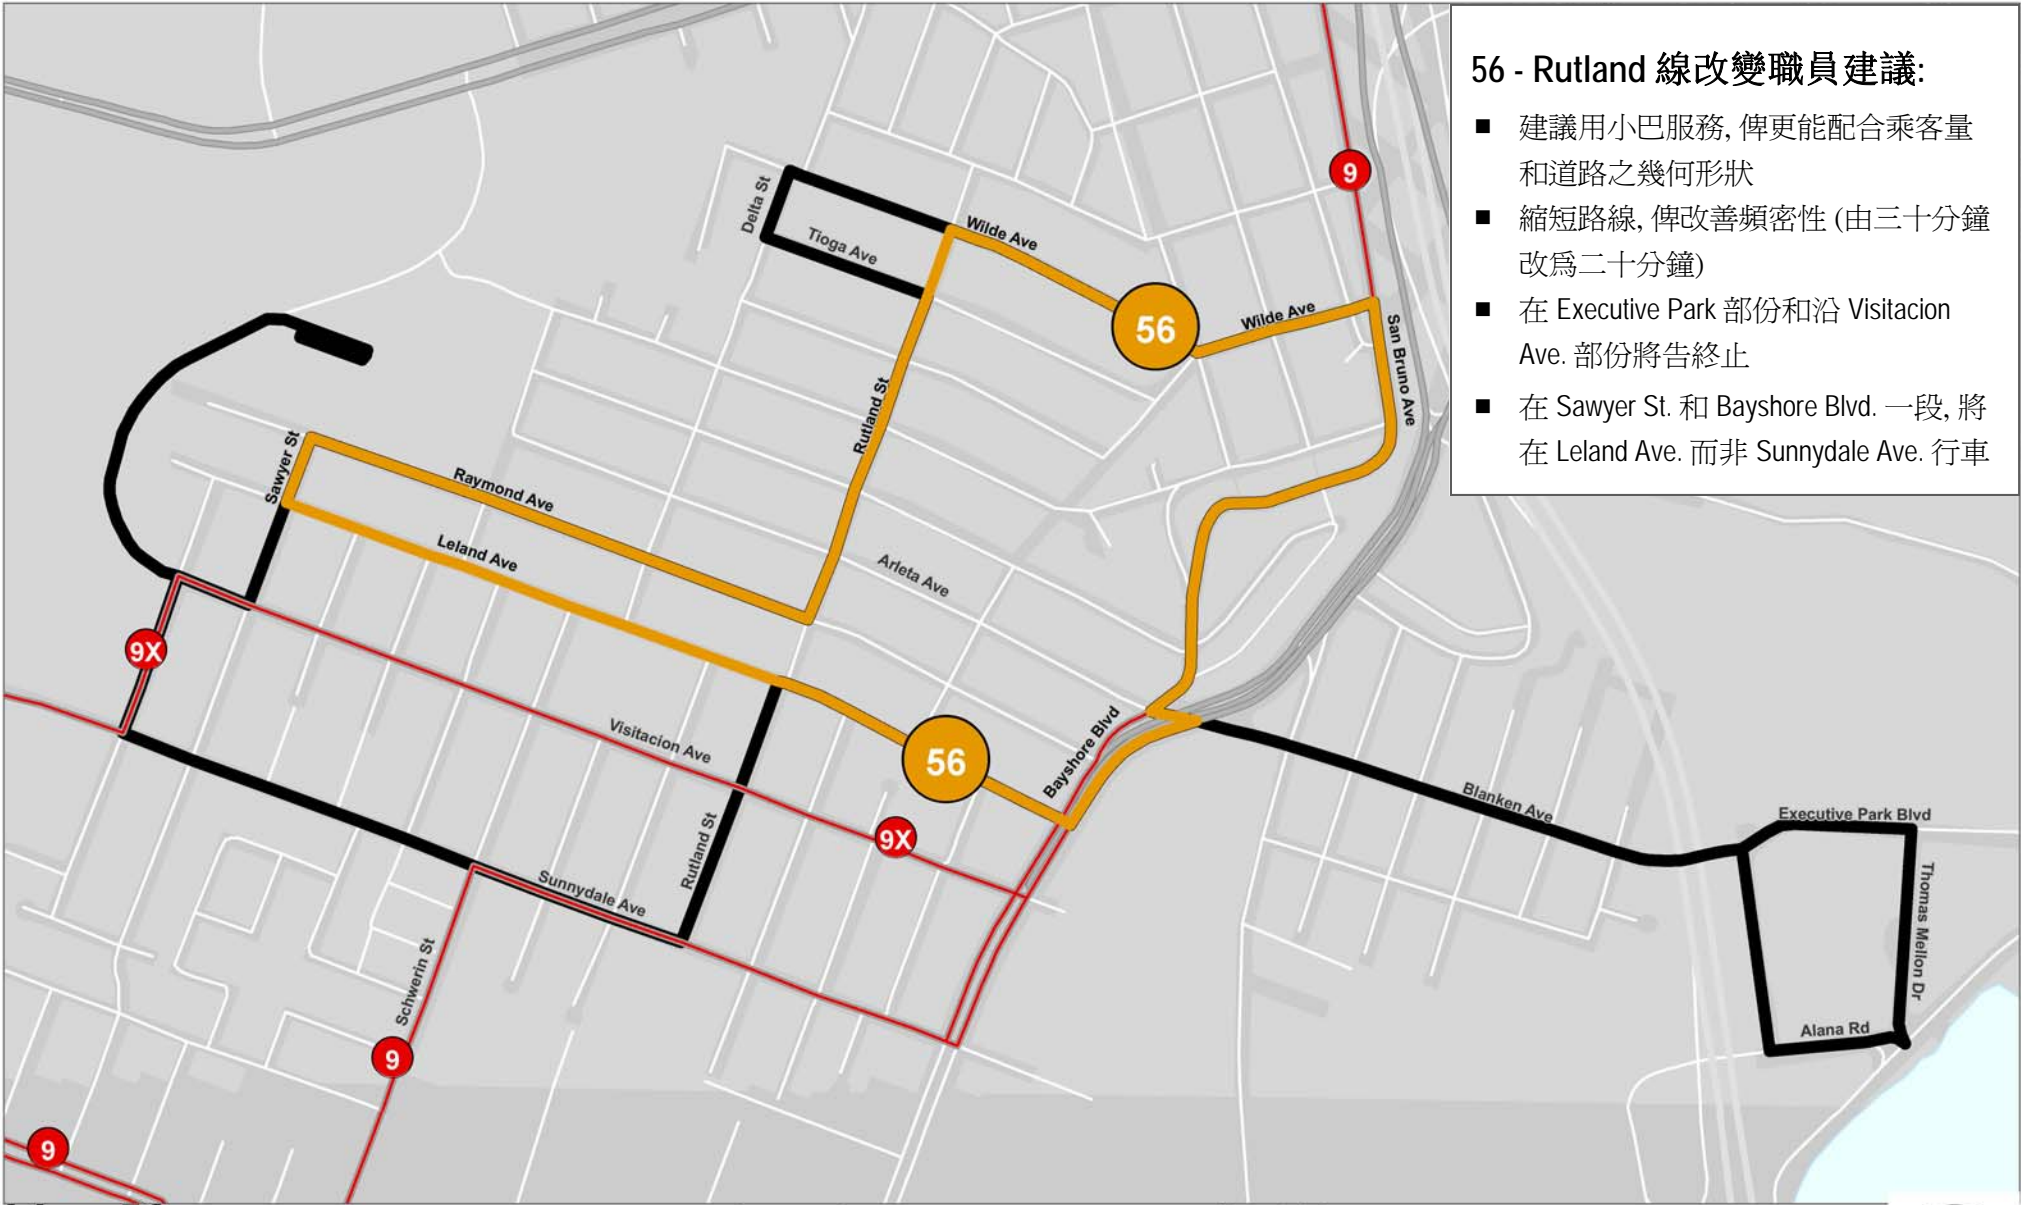 56 - Rutland 線改變職員建議:
■ 建議用小巴服務, 俾更能配合乘客量
和道路之幾何形狀
■ 縮短路線, 俾改善頻密性 (由三十分鐘
改爲二十分鐘)
■ 在 Executive Park 部份和沿 Visitacion
Ave. 部份將告終止
■ 在 Sawyer St. 和 Bayshore Blvd. 一段, 將
在 Leland Ave. 而非 Sunnydale Ave. 行車
9
Delta St
Wilde Ave
Tioga Ave
56
Wilde Ave
San Bruno Ave
Rutland St
Sawyer St
Raymond Ave
Leland Ave
Arleta Ave
9X
Visitacion Ave
56
Bayshore Blvd
Blanken Ave
Executive Park Blvd
9X
Rutland St
Sunnydale Ave
Thomas Mellon Dr
Schwerin St
Alana Rd
9
9